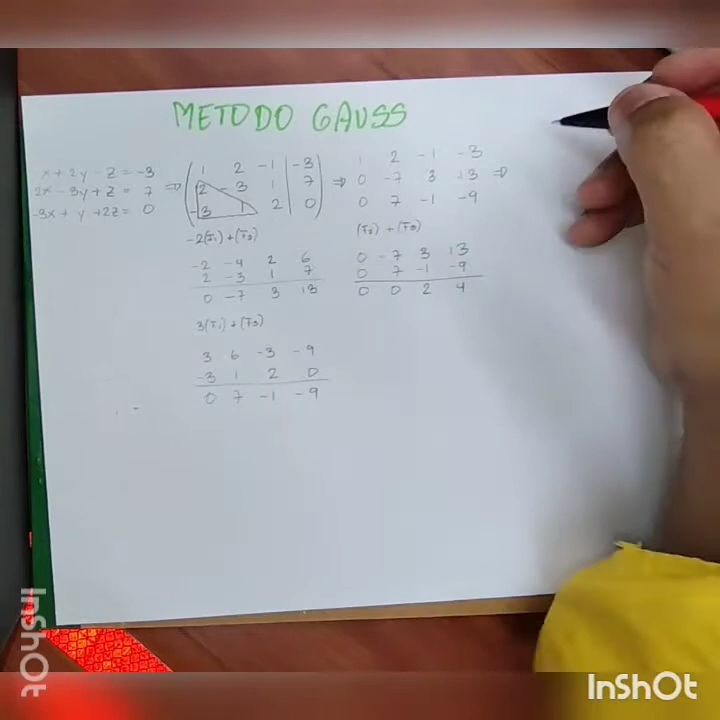 METODO GAUSS
x + 2y - z = -3
2x - 3y + z = 7
-3x + y + 2z = 0
⇒
1 2 -1 | -3
2 -3 1 | 7
-3 1 2 | 0
⇒
1 2 -1 -3
0 -7 3 13
0 7 -1 -9
⇒
-2(F1) + (F2)
-2 -4 2 6
2 -3 1 7
0 -7 3 13
3(F1) + (F3)
3 6 -3 -9
-3 1 2 0
0 7 -1 -9
(F2) + (F3)
0 -7 3 13
0 7 -1 -9
0 0 2 4
InShOt
InShOt